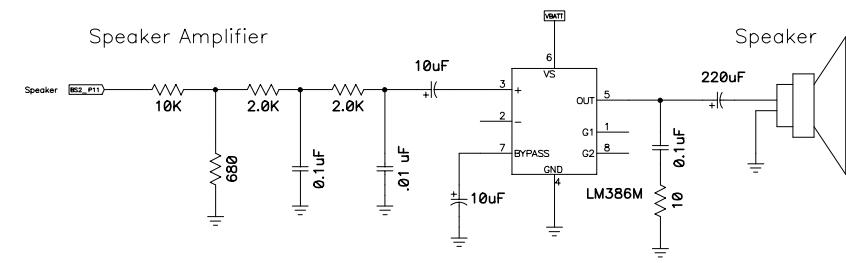 Speaker Amplifier
Speaker
VBATT
Speaker
BS2_P11
10K
680
2.0K
0.1uF
2.0K
.01 uF
10uF
3
+
2
-
7
BYPASS
10uF
6
VS
GND
4
OUT
5
G1
1
G2
8
LM386M
0.1uF
10
220uF
+
+
+